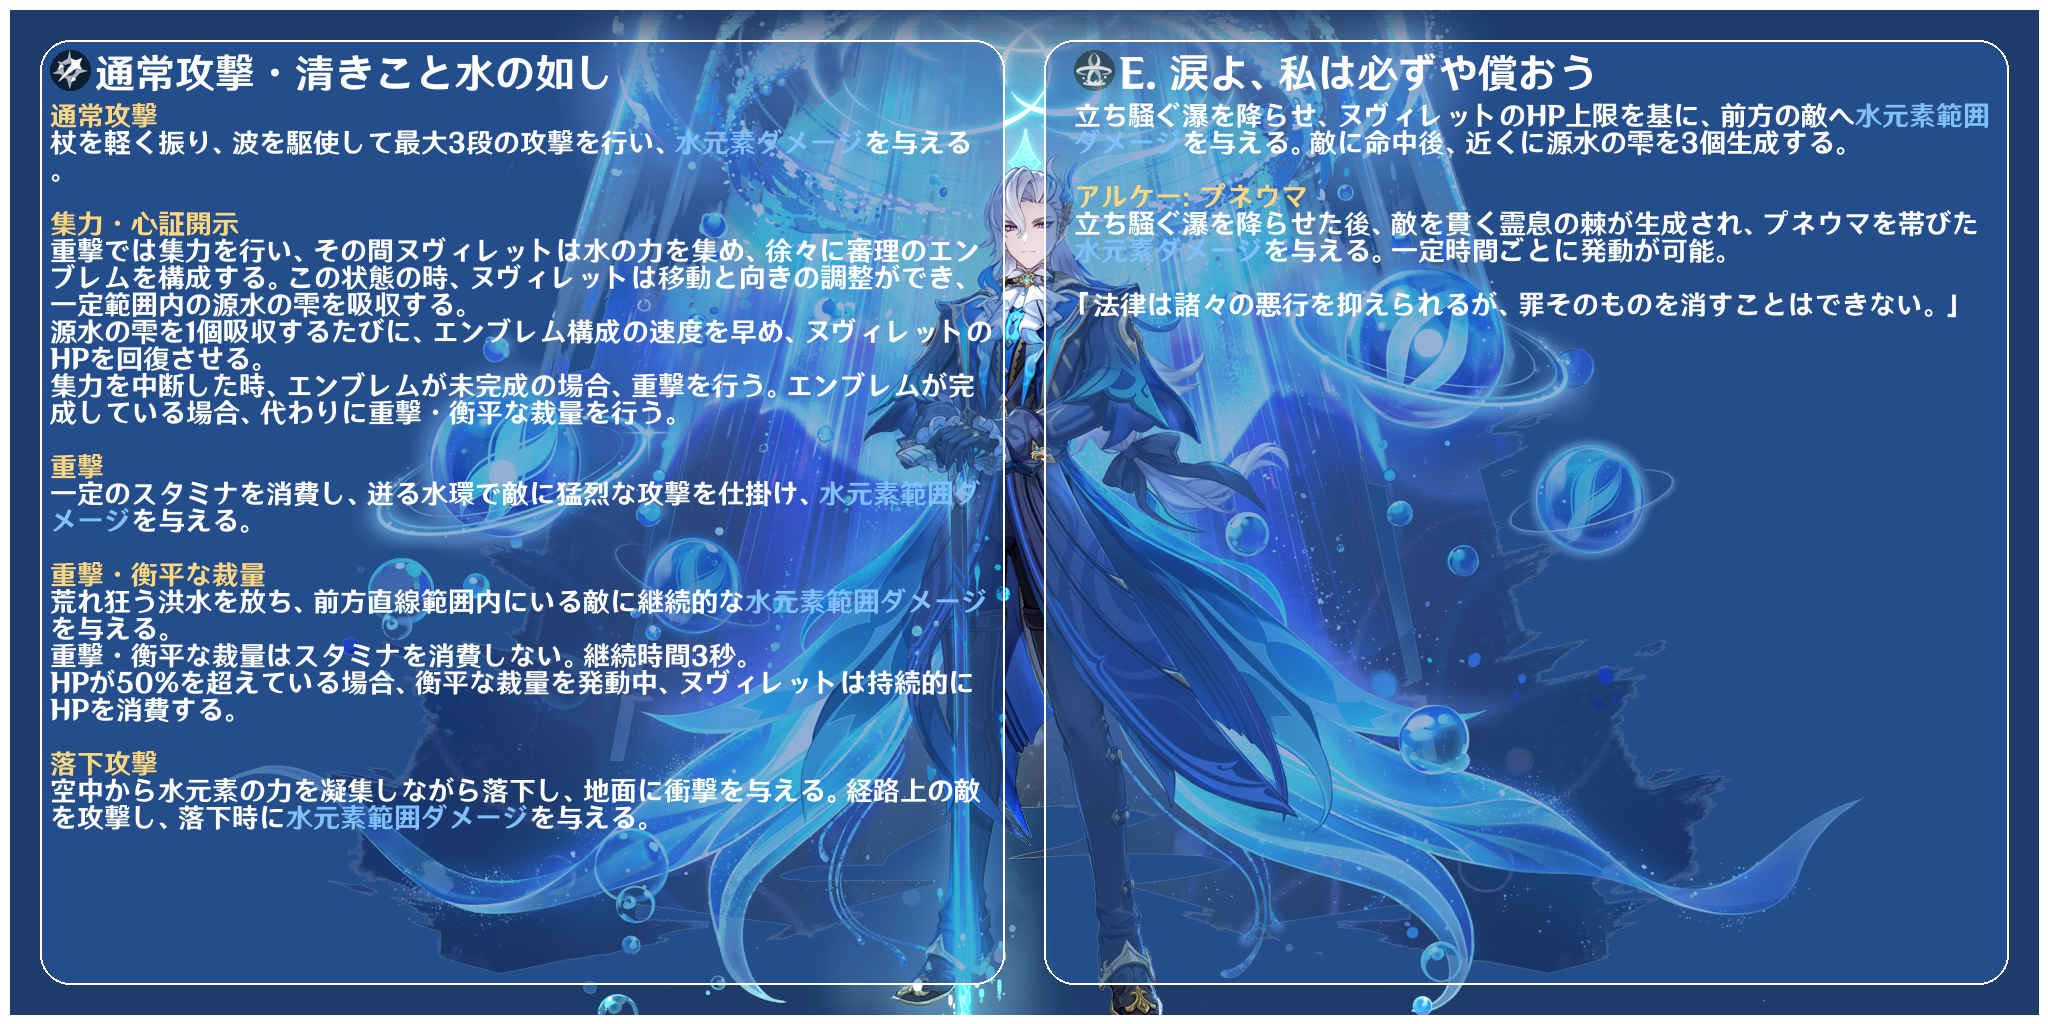 通常攻撃・清きこと水の如し
通常攻撃
杖を軽く振り、波を駆使して最大3段の攻撃を行い、水元素ダメージを与える
。
集力・心証開示
重撃では集力を行い、その間ヌヴィレットは水の力を集め、徐々に審理のエン
ブレムを構成する。この状態の時、ヌヴィレットは移動と向きの調整ができ、
一定範囲内の源水の雫を吸収する。
源水の雫を1個吸収するたびに、エンブレム構成の速度を早め、ヌヴィレットの
HPを回復させる。
集力を中断した時、エンブレムが未完成の場合、重撃を行う。エンブレムが完
成している場合、代わりに重撃・衡平な裁量を行う。
重撃
一定のスタミナを消費し、迸る水環で敵に猛烈な攻撃を仕掛け、水元素範囲ダ
メージを与える。
重撃・衡平な裁量
荒れ狂う洪水を放ち、前方直線範囲内にいる敵に継続的な水元素範囲ダメージ
を与える。
重撃・衡平な裁量はスタミナを消費しない。継続時間3秒。
HPが50%を超えている場合、衡平な裁量を発動中、ヌヴィレットは持続的に
HPを消費する。
落下攻撃
空中から水元素の力を凝集しながら落下し、地面に衝撃を与える。経路上の敵
を攻撃し、落下時に水元素範囲ダメージを与える。
E. 涙よ、私は必ずや償おう
立ち騒ぐ瀑を降らせ、ヌヴィレットのHP上限を基に、前方の敵へ水元素範囲
ダメージを与える。敵に命中後、近くに源水の雫を3個生成する。
アルケー: プネウマ
立ち騒ぐ瀑を降らせた後、敵を貫く霊息の棘が生成され、プネウマを帯びた
水元素ダメージを与える。一定時間ごとに発動が可能。
「法律は諸々の悪行を抑えられるが、罪そのものを消すことはできない。」